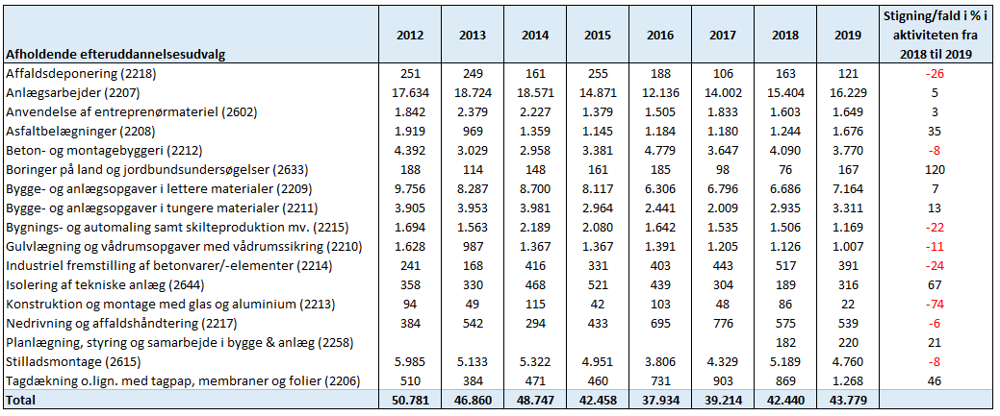 Afholdende efteruddannelsesudvalg 2012 2013 2014 2015 2016 2017 2018 2019 Stigning/fald i % i
aktiviteten fra
2018 til 2019
Affaldsdeponering (2218) 251 249 161 255 188 106 163 121 -26
Anlægsarbejder (2207) 17.634 18.724 18.571 14.871 12.136 14.002 15.404 16.229 5
Anvendelse af entreprenørmateriel (2602) 1.842 2.379 2.227 1.379 1.505 1.833 1.603 1.649 3
Asfaltbelægninger (2208) 1.919 969 1.359 1.145 1.184 1.180 1.244 1.676 35
Beton- og montagebyggeri (2212) 4.392 3.029 2.958 3.381 4.779 3.647 4.090 3.770 -8
Boringer på land og jordbundsundersøgelser (2633) 188 114 148 161 185 98 76 167 120
Bygge- og anlægsopgaver i lettere materialer (2209) 9.756 8.287 8.700 8.117 6.306 6.796 6.686 7.164 7
Bygge- og anlægsopgaver i tungere materialer (2211) 3.905 3.953 3.981 2.964 2.441 2.009 2.935 3.311 13
Bygnings- og automaling samt skilteproduktion mv. (2215) 1.694 1.563 2.189 2.080 1.642 1.535 1.506 1.169 -22
Gulvlægning og vådrumsopgaver med vådrumssikring (2210) 1.628 987 1.367 1.367 1.391 1.205 1.126 1.007 -11
Industriel fremstilling af betonvarer/-elementer (2214) 241 168 416 331 403 443 517 391 -24
Isolering af tekniske anlæg (2644) 358 330 468 521 439 304 189 316 67
Konstruktion og montage med glas og aluminium (2213) 94 49 115 42 103 48 86 22 -74
Nedrivning og affaldshåndtering (2217) 384 542 294 433 695 776 575 539 -6
Planlægning, styring og samarbejde i bygge & anlæg (2258) 182 220 21
Stilladsmontage (2615) 5.985 5.133 5.322 4.951 3.806 4.329 5.189 4.760 -8
Tagdækning o.lign. med tagpap, membraner og folier (2206) 510 384 471 460 731 903 869 1.268 46
Total 50.781 46.860 48.747 42.458 37.934 39.214 42.440 43.779